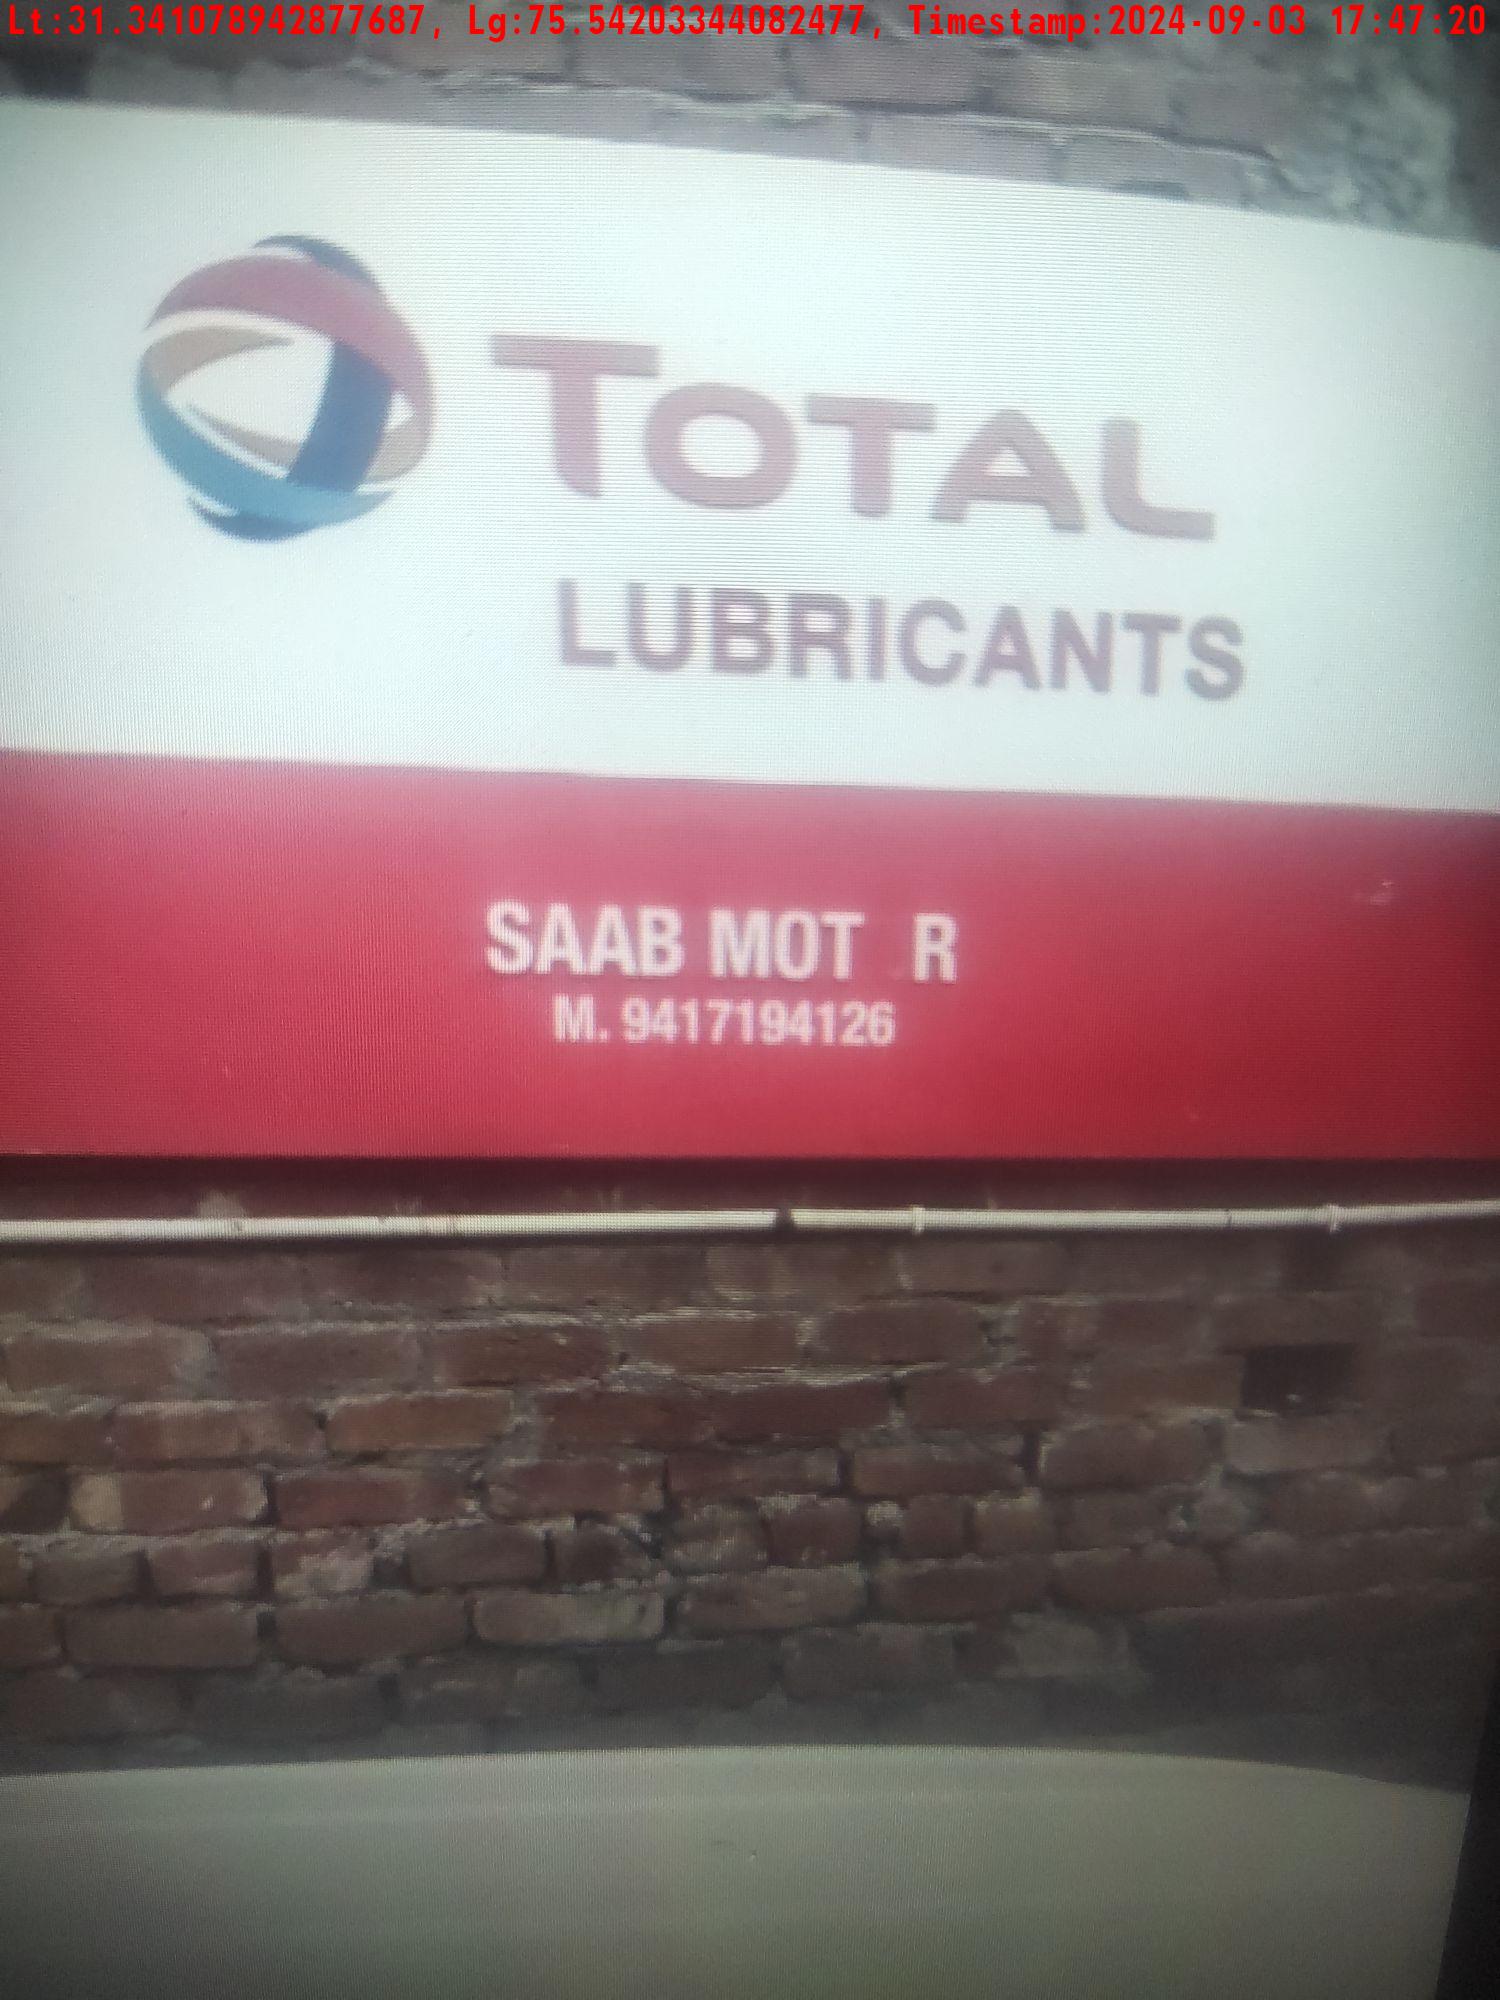 Lt:31.341078942877687, Lg:75.54203344082477, Timestamp:2024-09-03 17:47:20
TOTAL
LUBRICANTS
SAAB MOT R
M. 9417194126